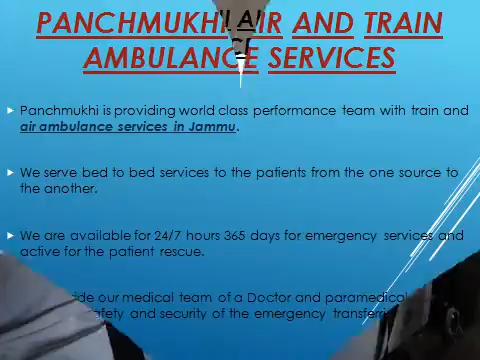 PANCHMUKHI AIR AND TRAIN
AMBULANCE SERVICES
Panchmukhi is providing world class performance team with train and
air ambulance services in Jammu.
We serve bed to bed services to the patients from the one source to
the another.
We are available for 24/7 hours 365 days for emergency services and
active for the patient rescue.
our medical team of a Doctor and paramedical
and security of the emergency